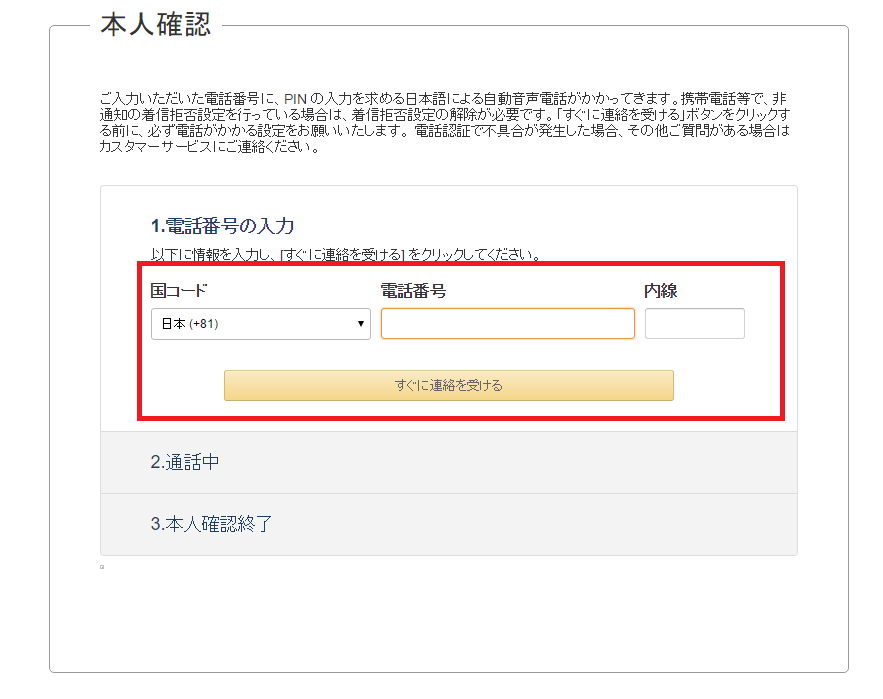 本人確認
ご入力いただいた電話番号に、PIN の入力を求める日本語による自動音声電話がかかってきます。携帯電話等で、非
通知の着信拒否設定を行っている場合は、着信拒否設定の解除が必要です。「すぐに連絡を受ける」ボタンをクリックす
る前に、必ず電話がかかる設定をお願いいたします。 電話認証で不具合が発生した場合、その他ご質問がある場合は
カスタマーサービスにご連絡ください。
1.電話番号の入力
以下に情報を入力し、[すぐに連絡を受ける] をクリックしてください。
国コード 電話番号 内線
日本 (+81)
すぐに連絡を受ける
2.通話中
3.本人確認終了